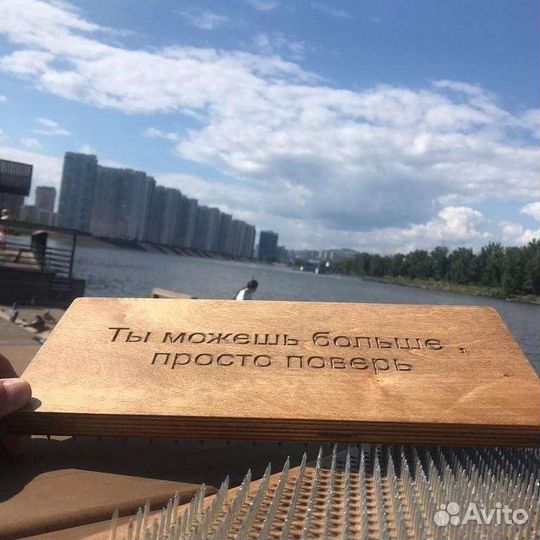 Ты можешь больше ,
просто поверь
Avito